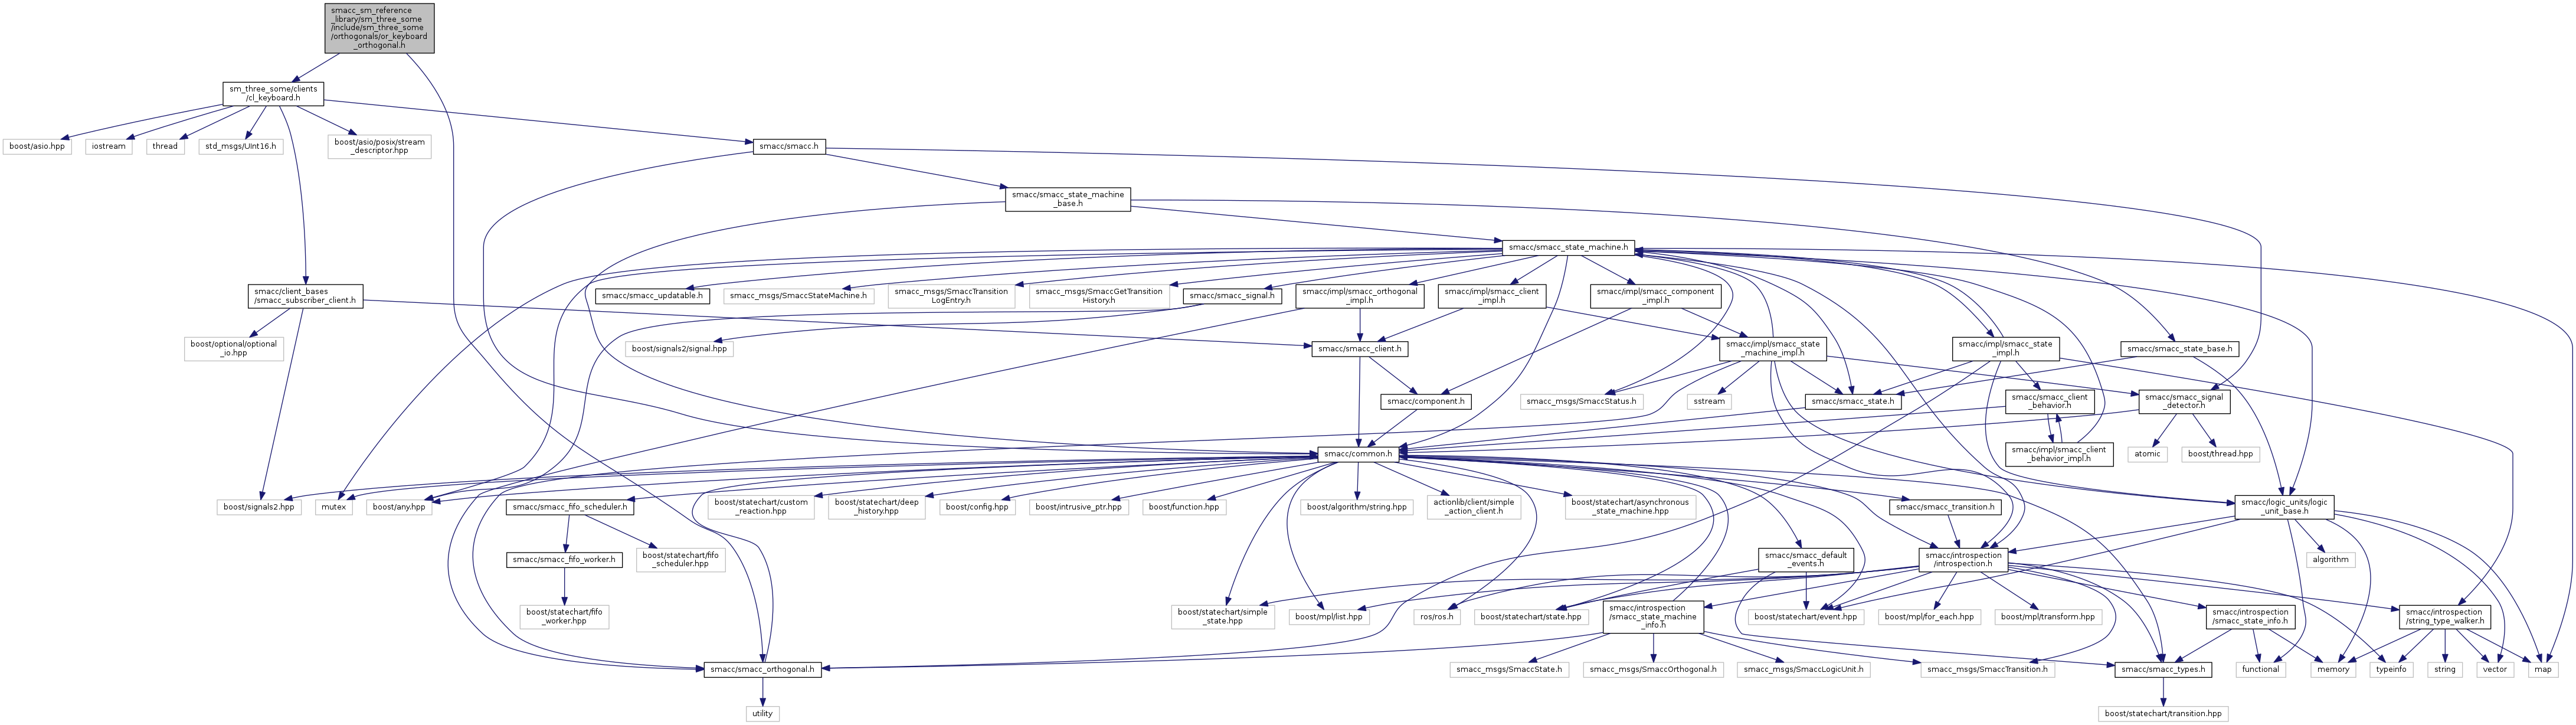 smacc_sm_reference
_library/sm_three_some
/include/sm_three_some
/orthogonals/or_keyboard
_orthogonal.h
sm_three_some/clients
/cl_keyboard.h
boost/asio.hpp
iostream
thread
std_msgs/UInt16.h
boost/asio/posix/stream
_descriptor.hpp
smacc/smacc.h
smacc/smacc_state_machine
_base.h
smacc/smacc_state_machine.h
smacc/client_bases
/smacc_subscriber_client.h
smacc/smacc_updatable.h
smacc_msgs/SmaccStateMachine.h
smacc_msgs/SmaccTransition
LogEntry.h
smacc_msgs/SmaccGetTransition
History.h
smacc/smacc_signal.h
smacc/impl/smacc_orthogonal
_impl.h
smacc/impl/smacc_client
_impl.h
smacc/impl/smacc_component
_impl.h
boost/optional/optional
_io.hpp
boost/signals2/signal.hpp
smacc/smacc_client.h
smacc/impl/smacc_state
_machine_impl.h
smacc/impl/smacc_state
_impl.h
smacc/smacc_state_base.h
smacc/component.h
smacc_msgs/SmaccStatus.h
sstream
smacc/smacc_state.h
smacc/smacc_client
_behavior.h
smacc/smacc_signal
_detector.h
smacc/common.h
smacc/impl/smacc_client
_behavior_impl.h
atomic
boost/thread.hpp
boost/signals2.hpp
mutex
boost/any.hpp
smacc/smacc_fifo_scheduler.h
boost/statechart/custom
_reaction.hpp
boost/statechart/deep
_history.hpp
boost/config.hpp
boost/intrusive_ptr.hpp
boost/function.hpp
boost/algorithm/string.hpp
actionlib/client/simple
_action_client.h
boost/statechart/asynchronous
_state_machine.hpp
smacc/smacc_transition.h
smacc/logic_units/logic
_unit_base.h
smacc/smacc_fifo_worker.h
boost/statechart/fifo
_scheduler.hpp
smacc/smacc_default
_events.h
smacc/introspection
/introspection.h
algorithm
boost/statechart/fifo
_worker.hpp
boost/statechart/simple
_state.hpp
boost/mpl/list.hpp
ros/ros.h
boost/statechart/state.hpp
smacc/introspection
/smacc_state_machine
_info.h
boost/statechart/event.hpp
boost/mpl/for_each.hpp
boost/mpl/transform.hpp
smacc/introspection
/smacc_state_info.h
smacc/introspection
/string_type_walker.h
smacc/smacc_orthogonal.h
smacc_msgs/SmaccState.h
smacc_msgs/SmaccOrthogonal.h
smacc_msgs/SmaccLogicUnit.h
smacc_msgs/SmaccTransition.h
smacc/smacc_types.h
functional
memory
typeinfo
string
vector
map
utility
boost/statechart/transition.hpp